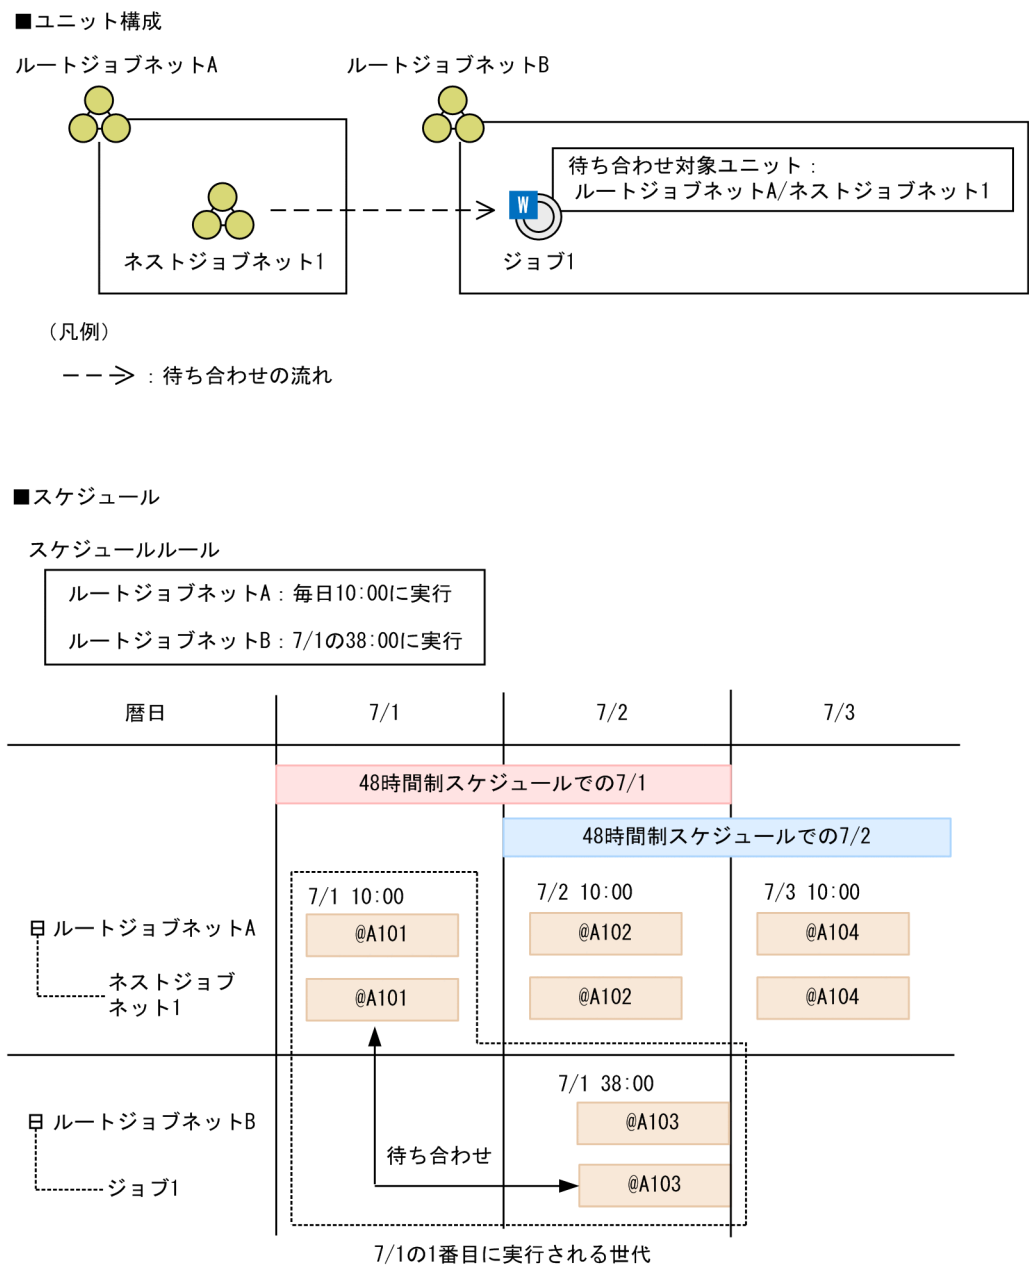 ■ユニット構成
ルートジョブネットA
ルートジョブネットB
待ち合わせ対象ユニット：
ルートジョブネットA/ネストジョブネット1
W
ネストジョブネット1
ジョブ1
（凡例）
：待ち合わせの流れ
■スケジュール
スケジュールルール
ルートジョブネットA：毎日10:00に実行
ルートジョブネットB：7/1の38:00に実行
暦日 7/1 7/2 7/3
48時間制スケジュールでの7/1
48時間制スケジュールでの7/2
7/1 10:00 7/2 10:00 7/3 10:00
ルートジョブネットA @A101 @A102 @A104
ネストジョブ
ネット1
@A101 @A102 @A104
7/1 38:00
ルートジョブネットB @A103
待ち合わせ
ジョブ1 @A103
7/1の1番目に実行される世代